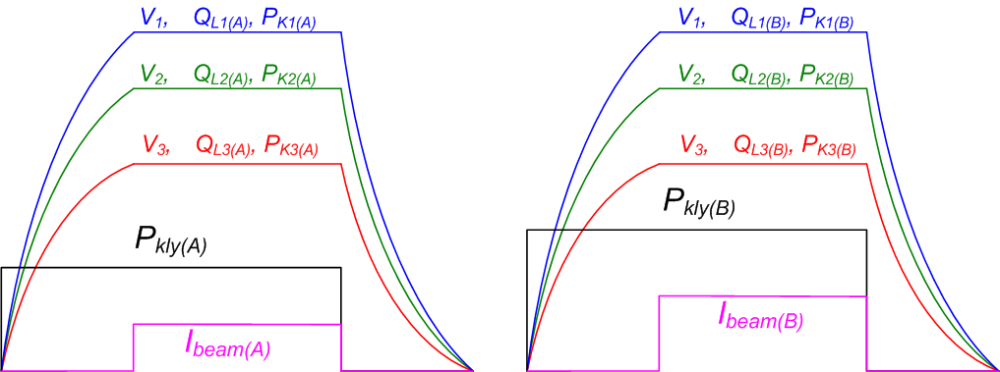 V1, QL1(A), PK1(A)
V2, QL2(A), PK2(A)
V3, QL3(A), PK3(A)
Pkly(A)
Ibeam(A)
V1, QL1(B), PK1(B)
V2, QL2(B), PK2(B)
V3, QL3(B), PK3(B)
Pkly(B)
Ibeam(B)